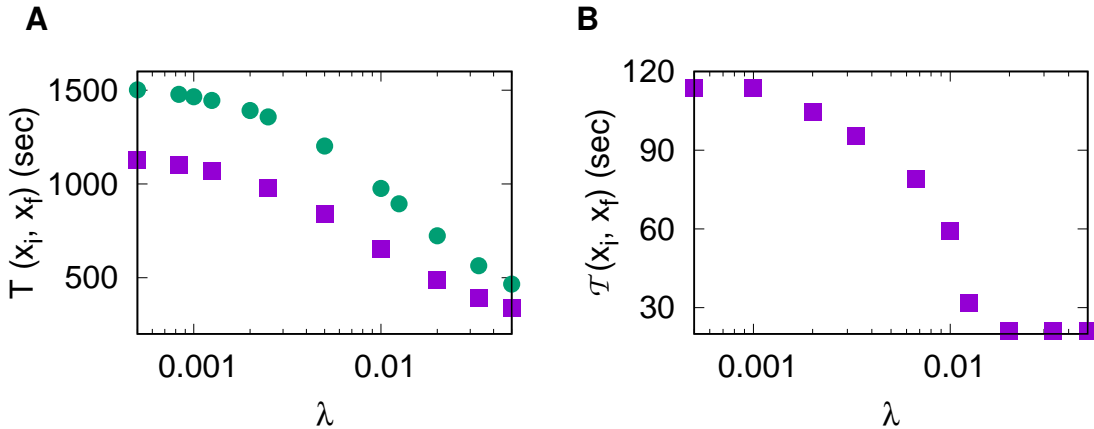 A
T (xi, xf) (sec)
1500
1000
500
0.001 0.01
λ
B
𝒯 (xi, xf) (sec)
120
90
60
30
0.001 0.01
λ